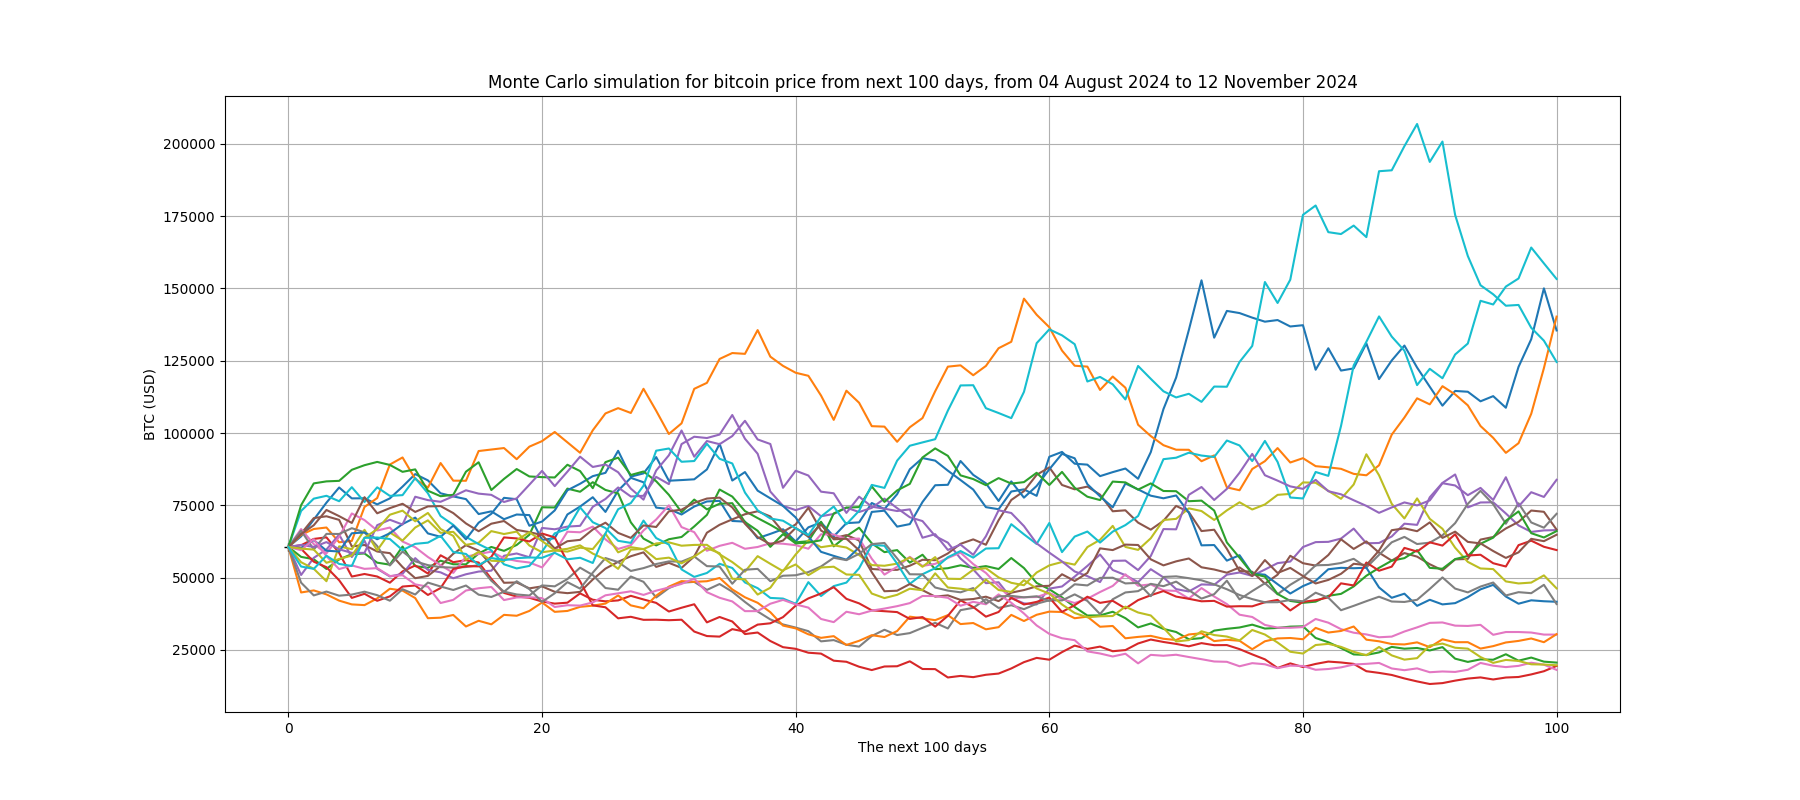 Monte Carlo simulation for bitcoin price from next 100 days, from 04 August 2024 to 12 November 2024
200000
175000
150000
125000
100000
75000
50000
25000
BTC (USD)
0 20 40 60 80 100
The next 100 days